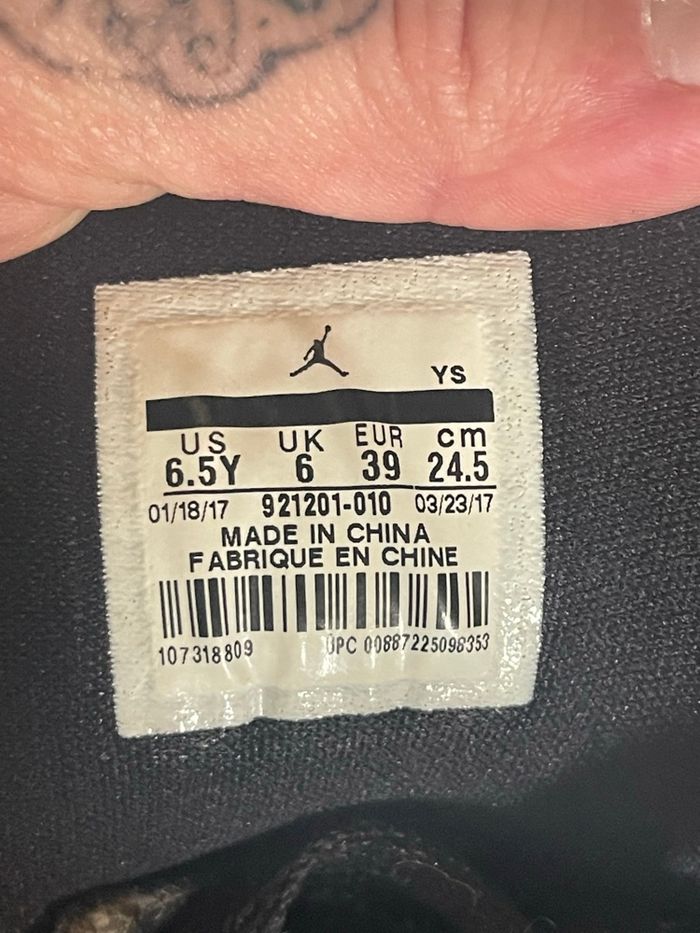 YS
US UK EUR cm
6.5Y 6 39 24.5
01/18/17 921201-010 03/23/17
MADE IN CHINA
FABRIQUE EN CHINE
107318809 UPC 00887225098353